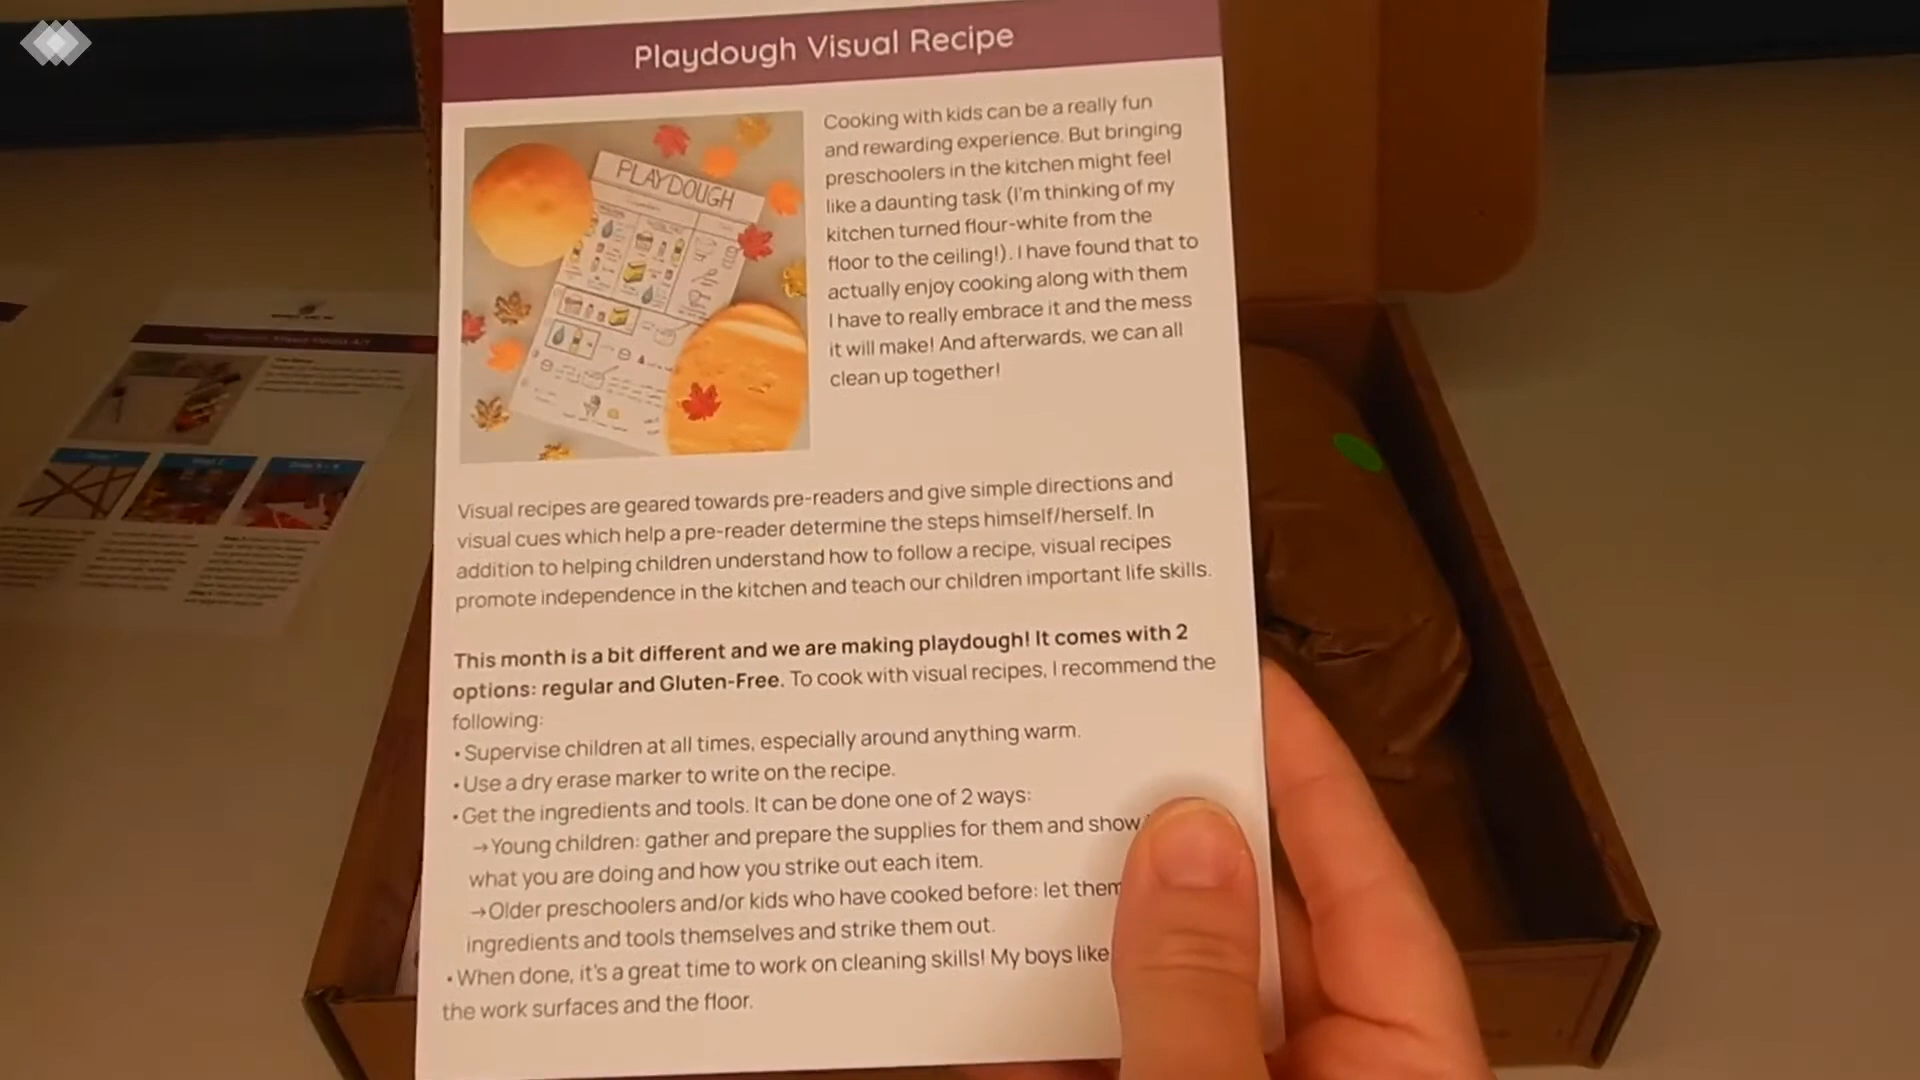 Playdough Visual Recipe
PLAYDOUGH
Cooking with kids can be a really fun
and rewarding experience. But bringing
preschoolers in the kitchen might feel
like a daunting task (I'm thinking of my
kitchen turned flour-white from the
floor to the ceiling!). I have found that to
actually enjoy cooking along with them
I have to really embrace it and the mess
it will make! And afterwards, we can all
clean up together!
Visual recipes are geared towards pre-readers and give simple directions and
visual cues which help a pre-reader determine the steps himself/herself. In
addition to helping children understand how to follow a recipe, visual recipes
promote independence in the kitchen and teach our children important life skills.
This month is a bit different and we are making playdough! It comes with 2
options: regular and Gluten-Free. To cook with visual recipes, I recommend the
following:
• Supervise children at all times, especially around anything warm.
• Use a dry erase marker to write on the recipe.
• Get the ingredients and tools. It can be done one of 2 ways:
→Young children: gather and prepare the supplies for them and show
what you are doing and how you strike out each item.
→Older preschoolers and/or kids who have cooked before: let them
ingredients and tools themselves and strike them out.
• When done, it's a great time to work on cleaning skills! My boys like
the work surfaces and the floor.